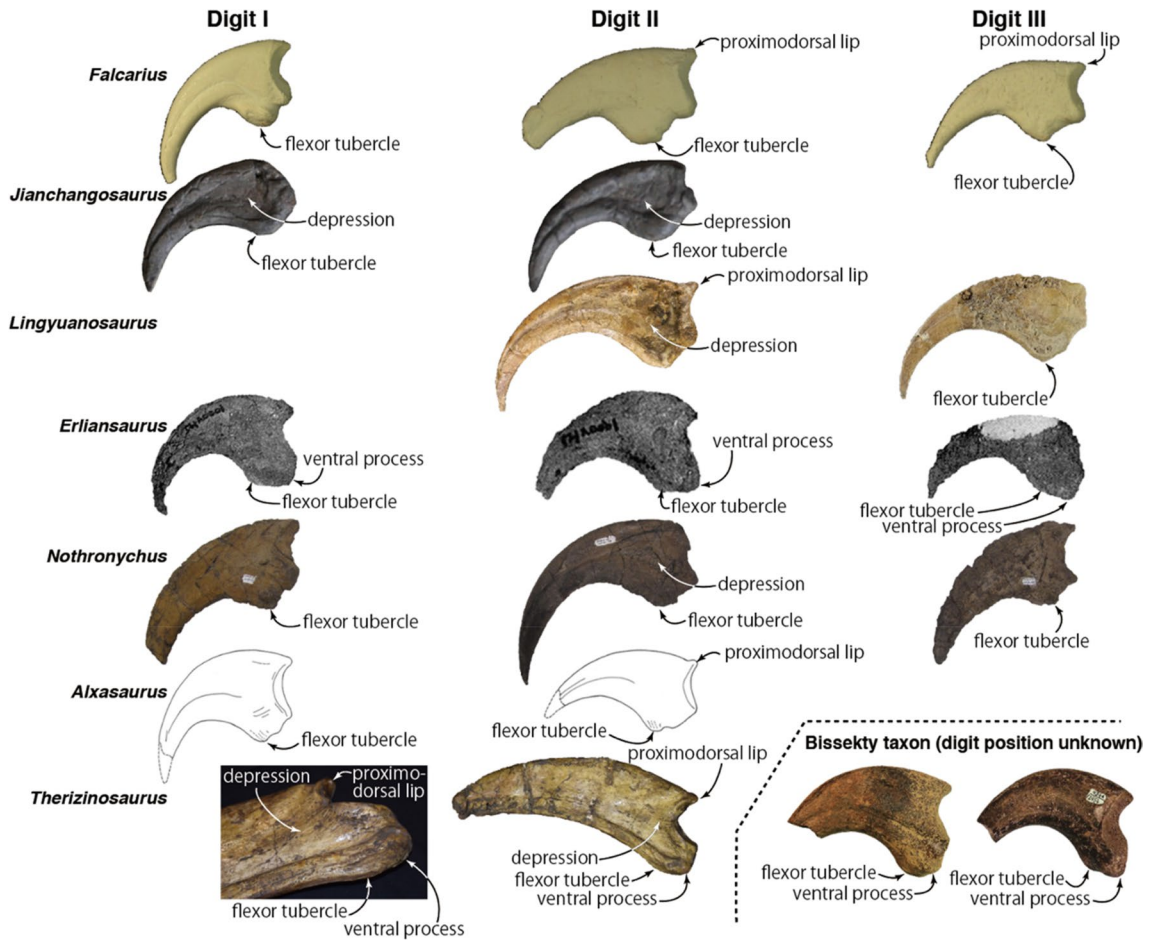 Digit I
Digit II
Digit III
Falcarius
flexor tubercle
proximodorsal lip
flexor tubercle
proximodorsal lip
flexor tubercle
Jianchangosaurus
depression
flexor tubercle
depression
flexor tubercle
Lingyuanosaurus
proximodorsal lip
depression
flexor tubercle
Erliansaurus
ventral process
flexor tubercle
ventral process
flexor tubercle
flexor tubercle
ventral process
Nothronychus
flexor tubercle
depression
flexor tubercle
flexor tubercle
Alxasaurus
flexor tubercle
proximodorsal lip
flexor tubercle
Therizinosaurus
depression
proximo-
dorsal lip
flexor tubercle
ventral process
proximodorsal lip
depression
flexor tubercle
ventral process
Bissekty taxon (digit position unknown)
flexor tubercle
ventral process
flexor tubercle
ventral process